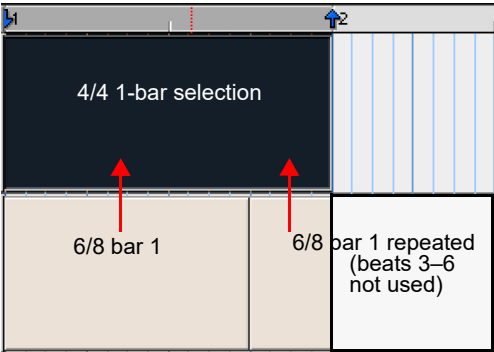 1
2
4/4 1-bar selection
6/8 bar 1
6/8 bar 1 repeated
(beats 3–6
not used)